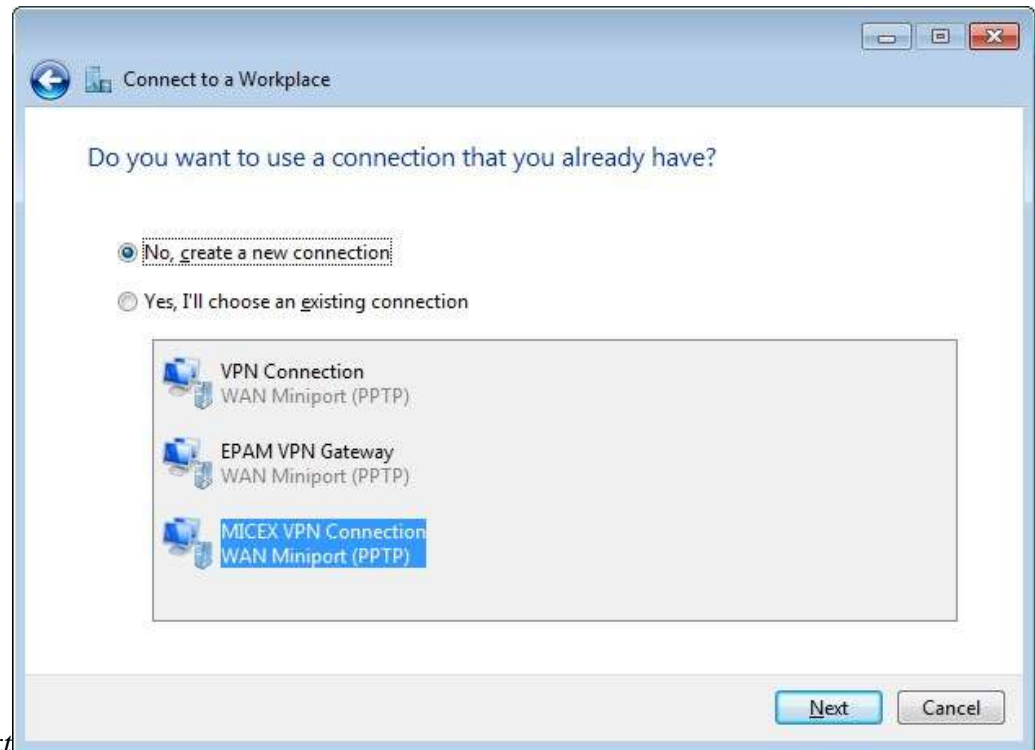 Connect to a Workplace
Do you want to use a connection that you already have?
No, create a new connection
Yes, I'll choose an existing connection
VPN Connection
WAN Miniport (PPTP)
EPAM VPN Gateway
WAN Miniport (PPTP)
MICEX VPN Connection
WAN Miniport (PPTP)
Next
Cancel